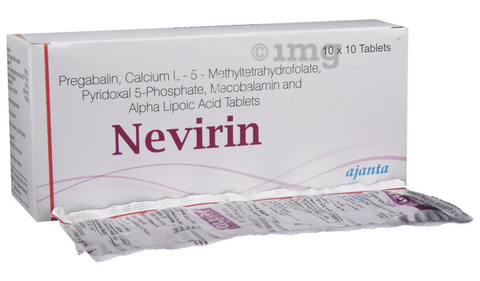 ©1mg
10 x 10 Tablets
Pregabalin, Calcium L - 5 - Methyltetrahydrofolate,
Pyridoxal 5-Phosphate, Mecobalamin and
Alpha Lipoic Acid Tablets
Nevirin
ajanta